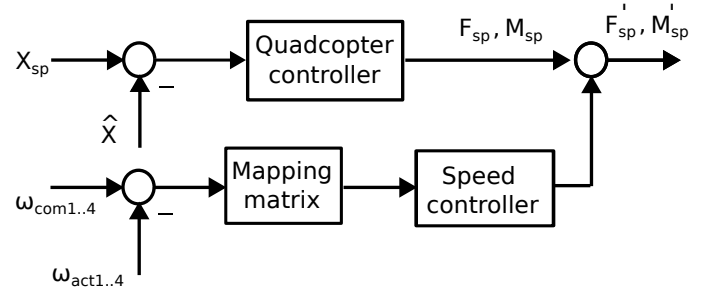 X_sp
Quadcopter
controller
F_sp, M_sp
F'_sp, M'_sp
−
X̂
ω_com1..4
Mapping
matrix
Speed
controller
−
ω_act1..4